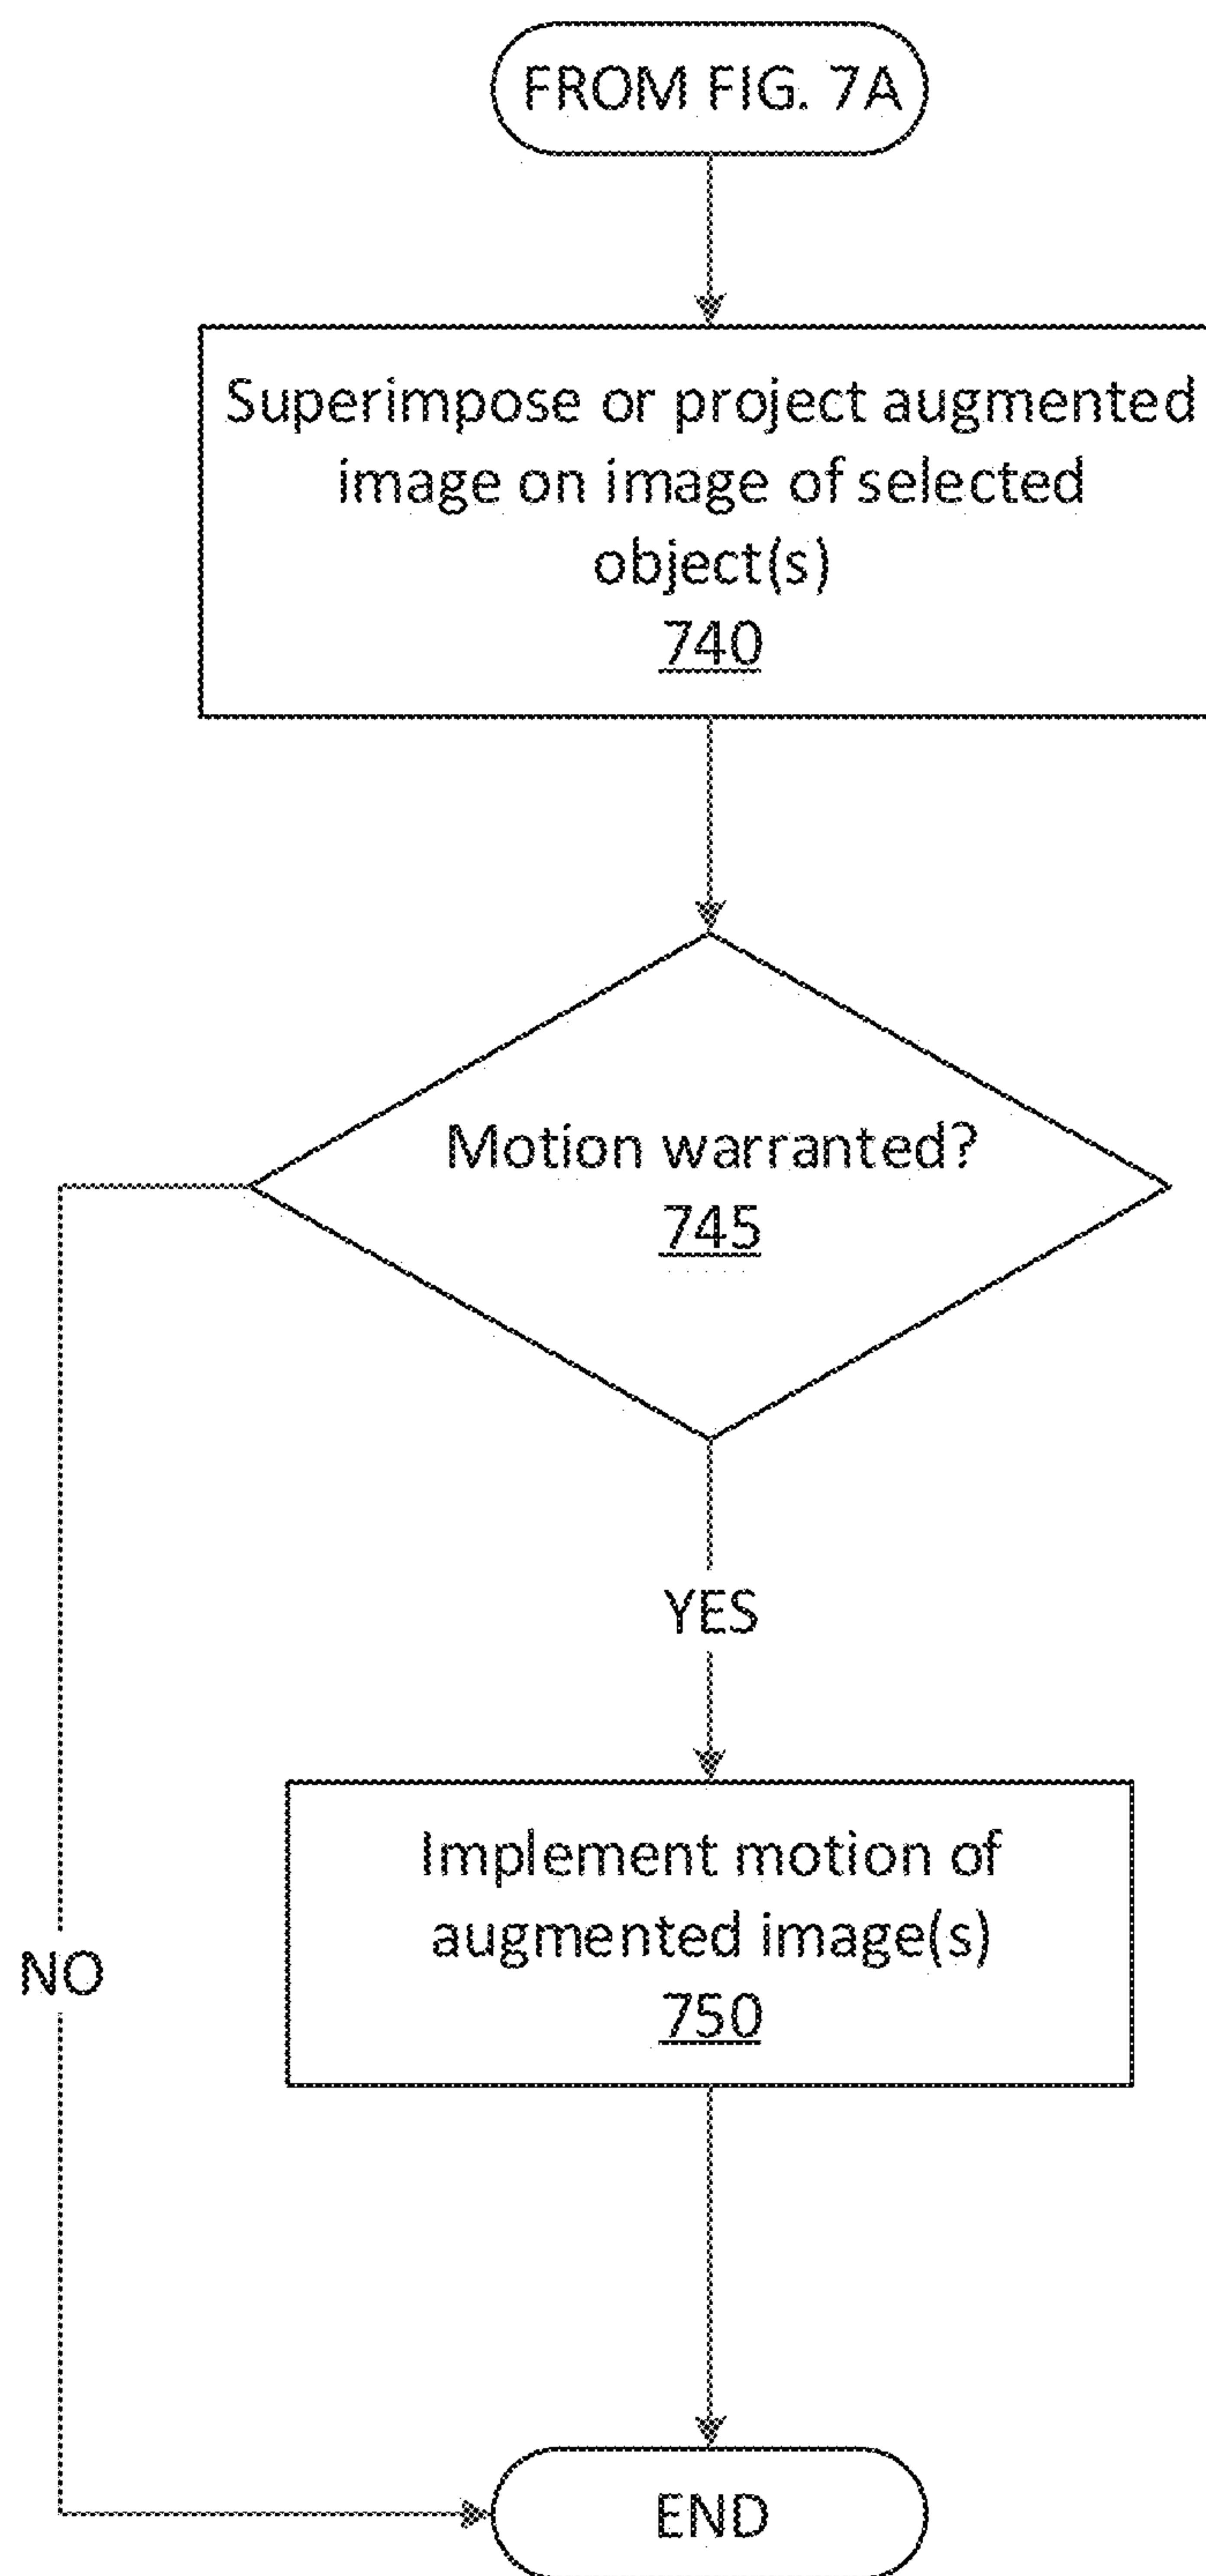 FROM FIG. 7A
Superimpose or project augmented
image on image of selected
object(s)
740
Motion warranted?
745
YES
Implement motion of
augmented image(s)
750
NO
END